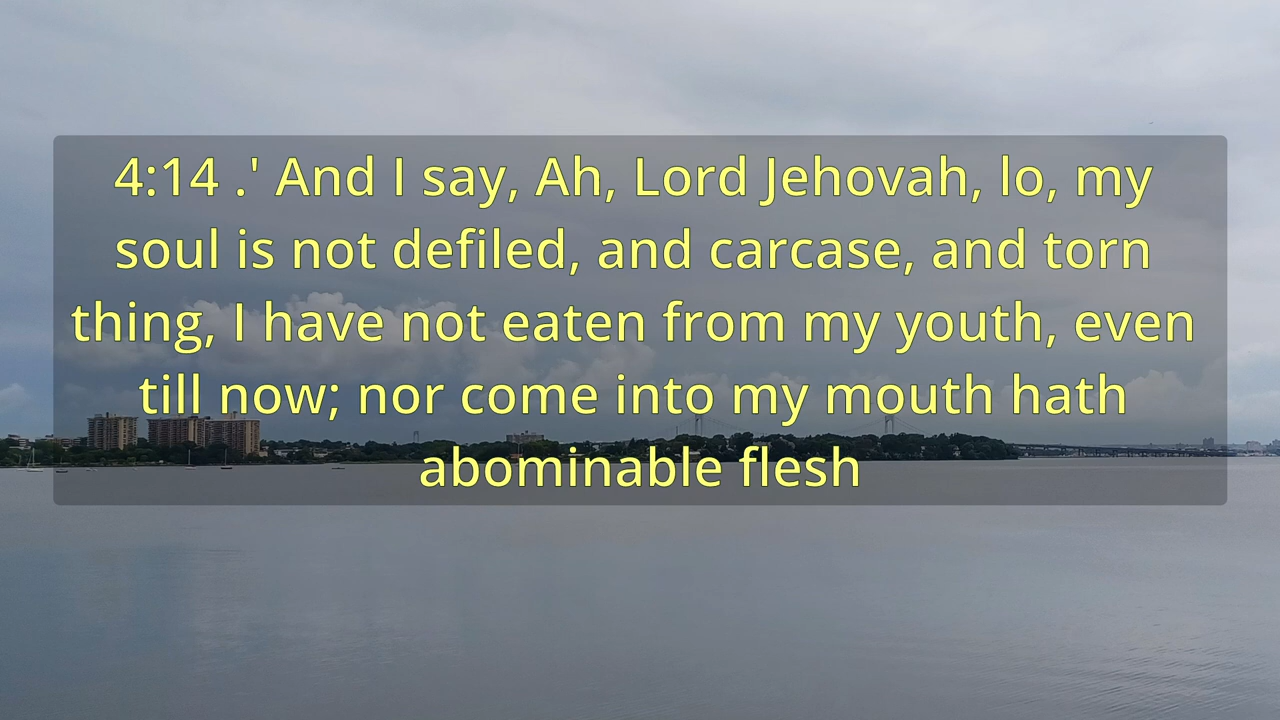 4:14 .' And I say, Ah, Lord Jehovah, lo, my
soul is not defiled, and carcase, and torn
thing, I have not eaten from my youth, even
till now; nor come into my mouth hath
abominable flesh